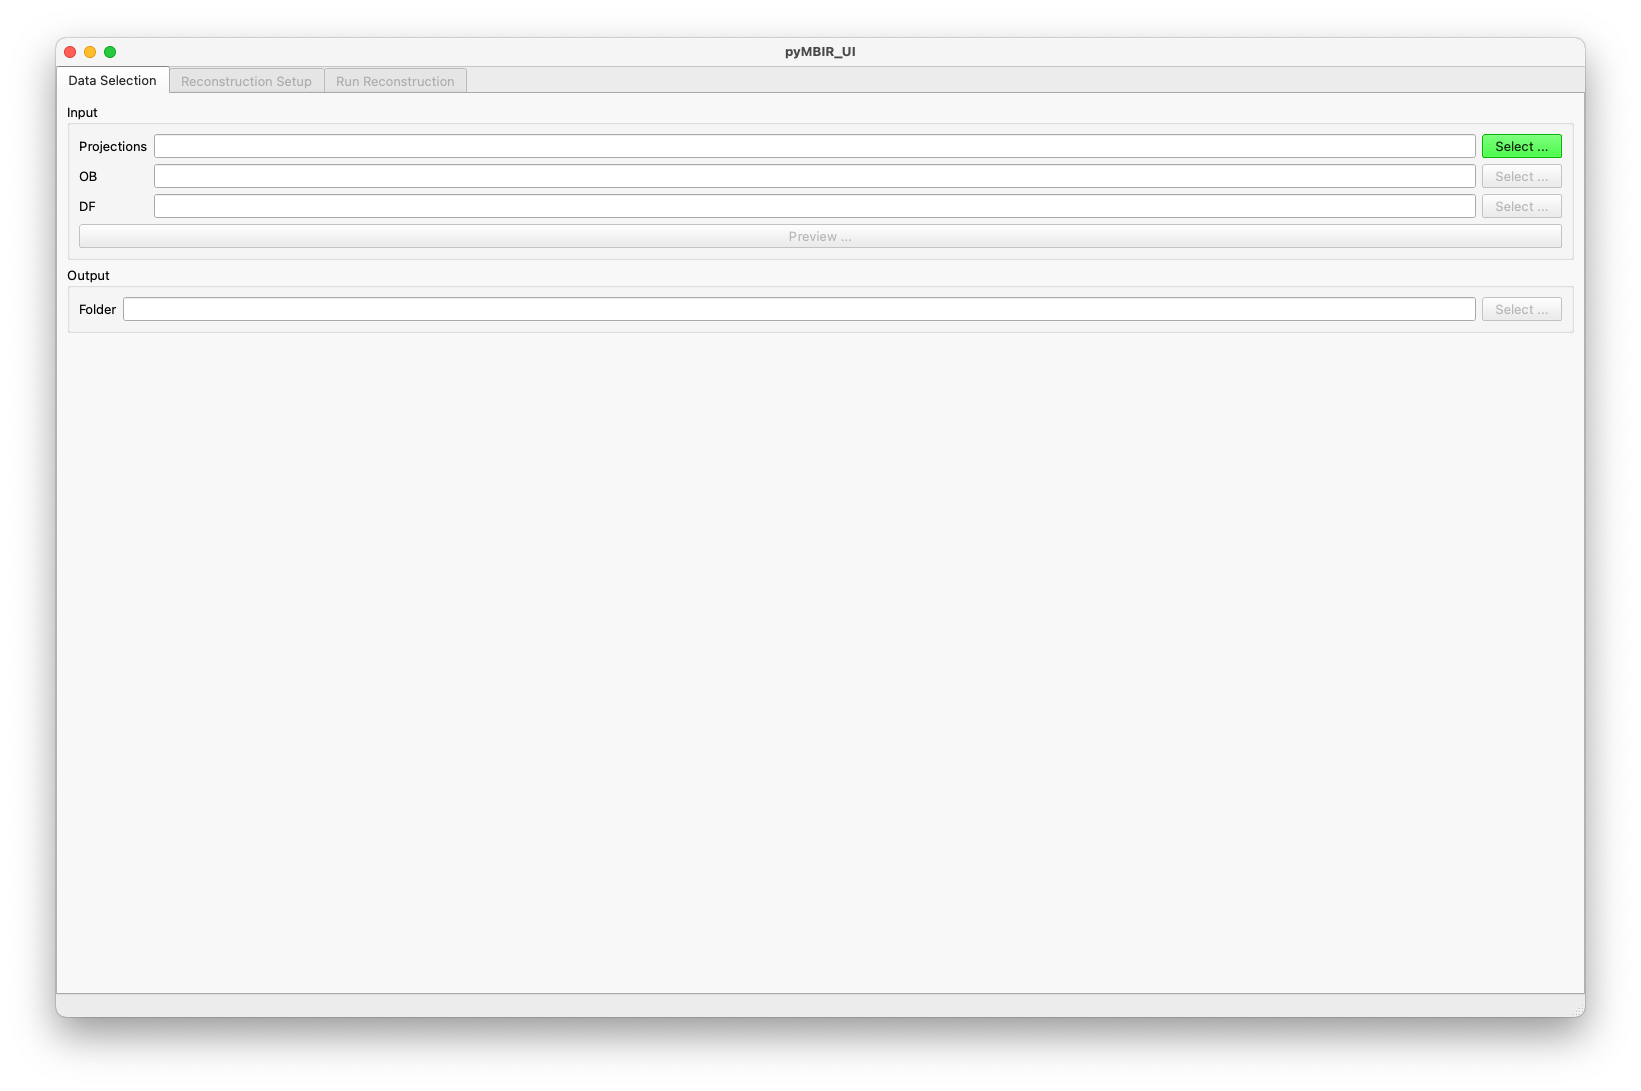 pyMBIR_UI
Data Selection Reconstruction Setup Run Reconstruction
Input
Projections Select ...
OB Select ...
DF Select ...
Preview ...
Output
Folder Select ...